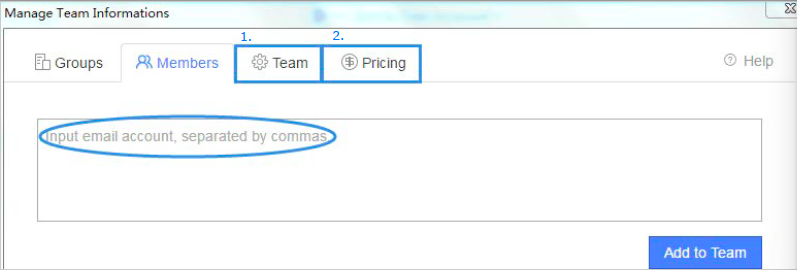 Manage Team Informations
1. 2.
Groups Members Team Pricing Help
Input email account, separated by commas
Add to Team